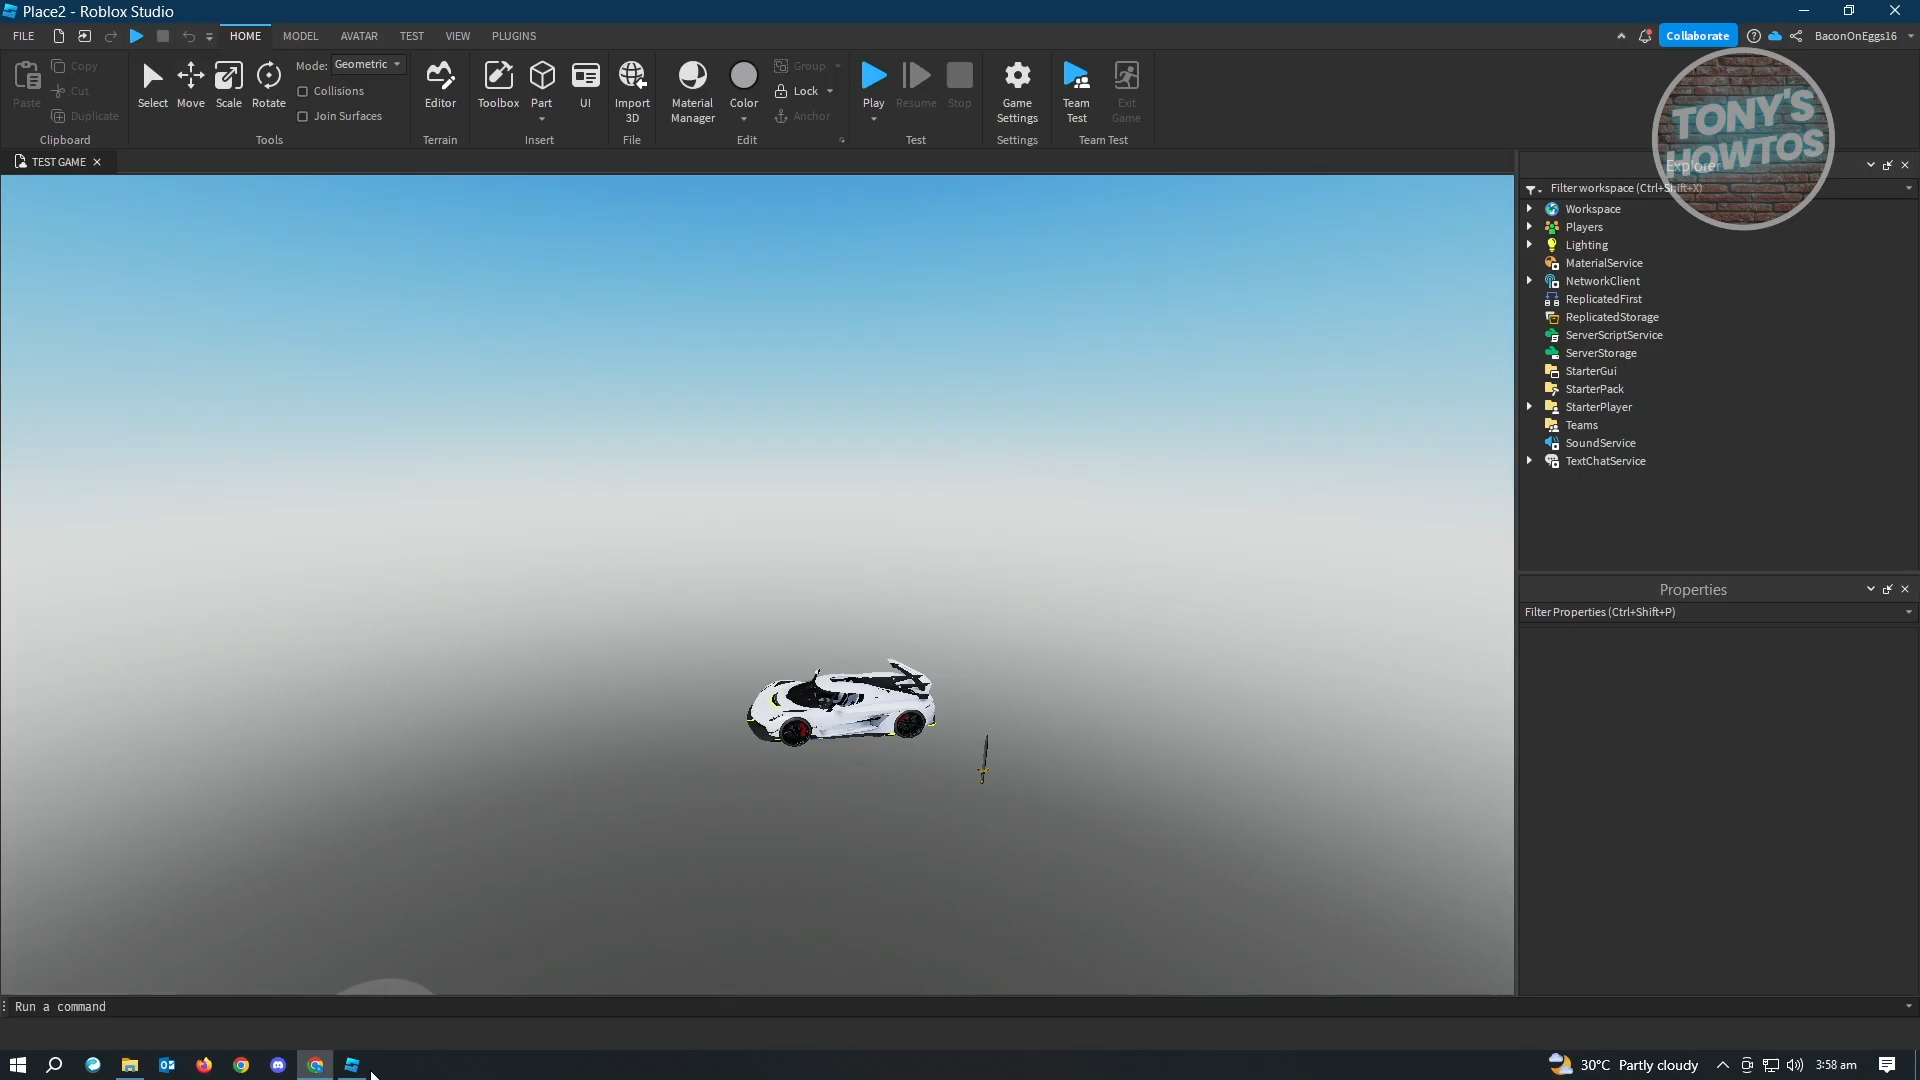 Place2 - Roblox Studio
FILE HOME MODEL AVATAR TEST VIEW PLUGINS Collaborate BaconOnEggs16
Paste Copy Cut Duplicate Clipboard
Select Move Scale Rotate Mode: Geometric Collisions Join Surfaces Tools
Editor Terrain
Toolbox Part UI Insert
Import 3D File
Material Manager Color Group Lock Anchor Edit
Play Resume Stop Test
Game Settings Settings
Team Test Exit Game Team Test
TONY'S
HOWTOS
TEST GAME
Explorer
Filter workspace (Ctrl+Shift+X)
Workspace
Players
Lighting
MaterialService
NetworkClient
ReplicatedFirst
ReplicatedStorage
ServerScriptService
ServerStorage
StarterGui
StarterPack
StarterPlayer
Teams
SoundService
TextChatService
Properties
Filter Properties (Ctrl+Shift+P)
Run a command
30°C Partly cloudy 3:58 am